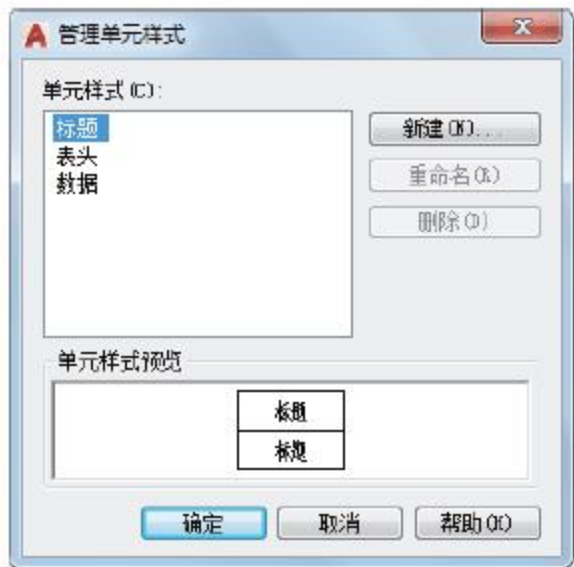 管理单元样式
单元样式(C):
标题
表头
数据
新建(N)...
重命名(R)
删除(D)
单元样式预览
标题
标题
确定
取消
帮助(H)